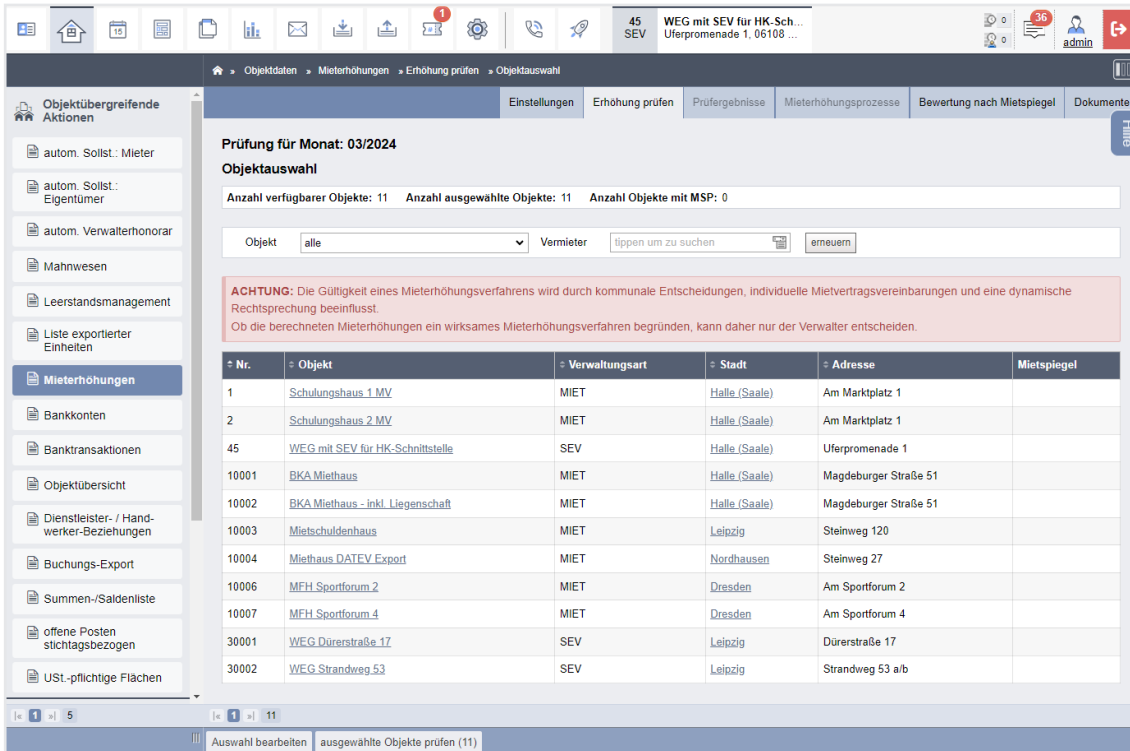 15
1
45
SEV
WEG mit SEV für HK-Sch...
Uferpromenade 1, 06108 ...
0
0
36
admin
» Objektdaten » Mieterhöhungen » Erhöhung prüfen » Objektauswahl
Objektübergreifende
Aktionen
autom. Sollst.: Mieter
autom. Sollst.:
Eigentümer
autom. Verwalterhonorar
Mahnwesen
Leerstandsmanagement
Liste exportierter
Einheiten
Mieterhöhungen
Bankkonten
Banktransaktionen
Objektübersicht
Dienstleister- / Hand-
werker-Beziehungen
Buchungs-Export
Summen-/Saldenliste
offene Posten
stichtagsbezogen
USt.-pflichtige Flächen
|« 1 »| 5
Einstellungen Erhöhung prüfen Prüfergebnisse Mieterhöhungsprozesse Bewertung nach Mietspiegel Dokumente
Hilfe
Prüfung für Monat: 03/2024
Objektauswahl
Anzahl verfügbarer Objekte: 11 Anzahl ausgewählte Objekte: 11 Anzahl Objekte mit MSP: 0
Objekt alle Vermieter tippen um zu suchen erneuern
ACHTUNG: Die Gültigkeit eines Mieterhöhungsverfahrens wird durch kommunale Entscheidungen, individuelle Mietvertragsvereinbarungen und eine dynamische
Rechtsprechung beeinflusst.
Ob die berechneten Mieterhöhungen ein wirksames Mieterhöhungsverfahren begründen, kann daher nur der Verwalter entscheiden.
Nr. Objekt Verwaltungsart Stadt Adresse Mietspiegel
1 Schulungshaus 1 MV MIET Halle (Saale) Am Marktplatz 1
2 Schulungshaus 2 MV MIET Halle (Saale) Am Marktplatz 1
45 WEG mit SEV für HK-Schnittstelle SEV Halle (Saale) Uferpromenade 1
10001 BKA Miethaus MIET Halle (Saale) Magdeburger Straße 51
10002 BKA Miethaus - inkl. Liegenschaft MIET Halle (Saale) Magdeburger Straße 51
10003 Mietschuldenhaus MIET Leipzig Steinweg 120
10004 Miethaus DATEV Export MIET Nordhausen Steinweg 27
10006 MFH Sportforum 2 MIET Dresden Am Sportforum 2
10007 MFH Sportforum 4 MIET Dresden Am Sportforum 4
30001 WEG Dürerstraße 17 SEV Leipzig Dürerstraße 17
30002 WEG Strandweg 53 SEV Leipzig Strandweg 53 a/b
|« 1 »| 11
Auswahl bearbeiten ausgewählte Objekte prüfen (11)